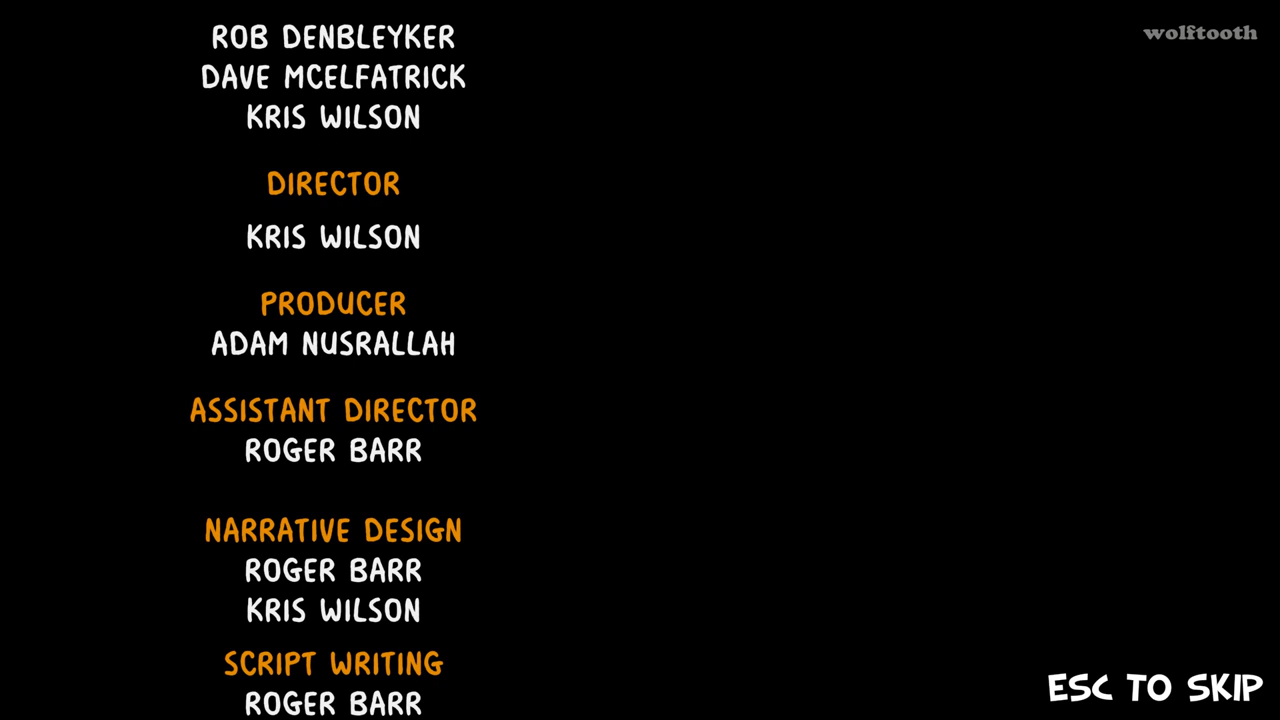 ROB DENBLEYKER
DAVE MCELFATRICK
KRIS WILSON
DIRECTOR
KRIS WILSON
PRODUCER
ADAM NUSRALLAH
ASSISTANT DIRECTOR
ROGER BARR
NARRATIVE DESIGN
ROGER BARR
KRIS WILSON
SCRIPT WRITING
ROGER BARR
wolftooth
ESC TO SKIP